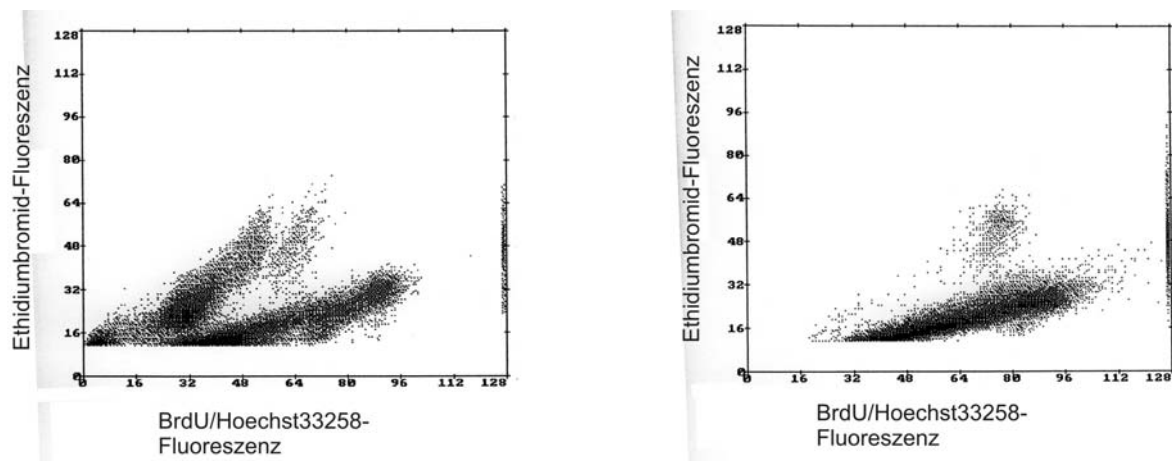 128
112
96
80
64
48
32
16
0
0 16 32 48 64 80 96 112 128
Ethidiumbromid-Fluoreszenz
BrdU/Hoechst33258-
Fluoreszenz
128
112
96
80
64
48
32
16
0
0 16 32 48 64 80 96 112 128
Ethidiumbromid-Fluoreszenz
BrdU/Hoechst33258-
Fluoreszenz